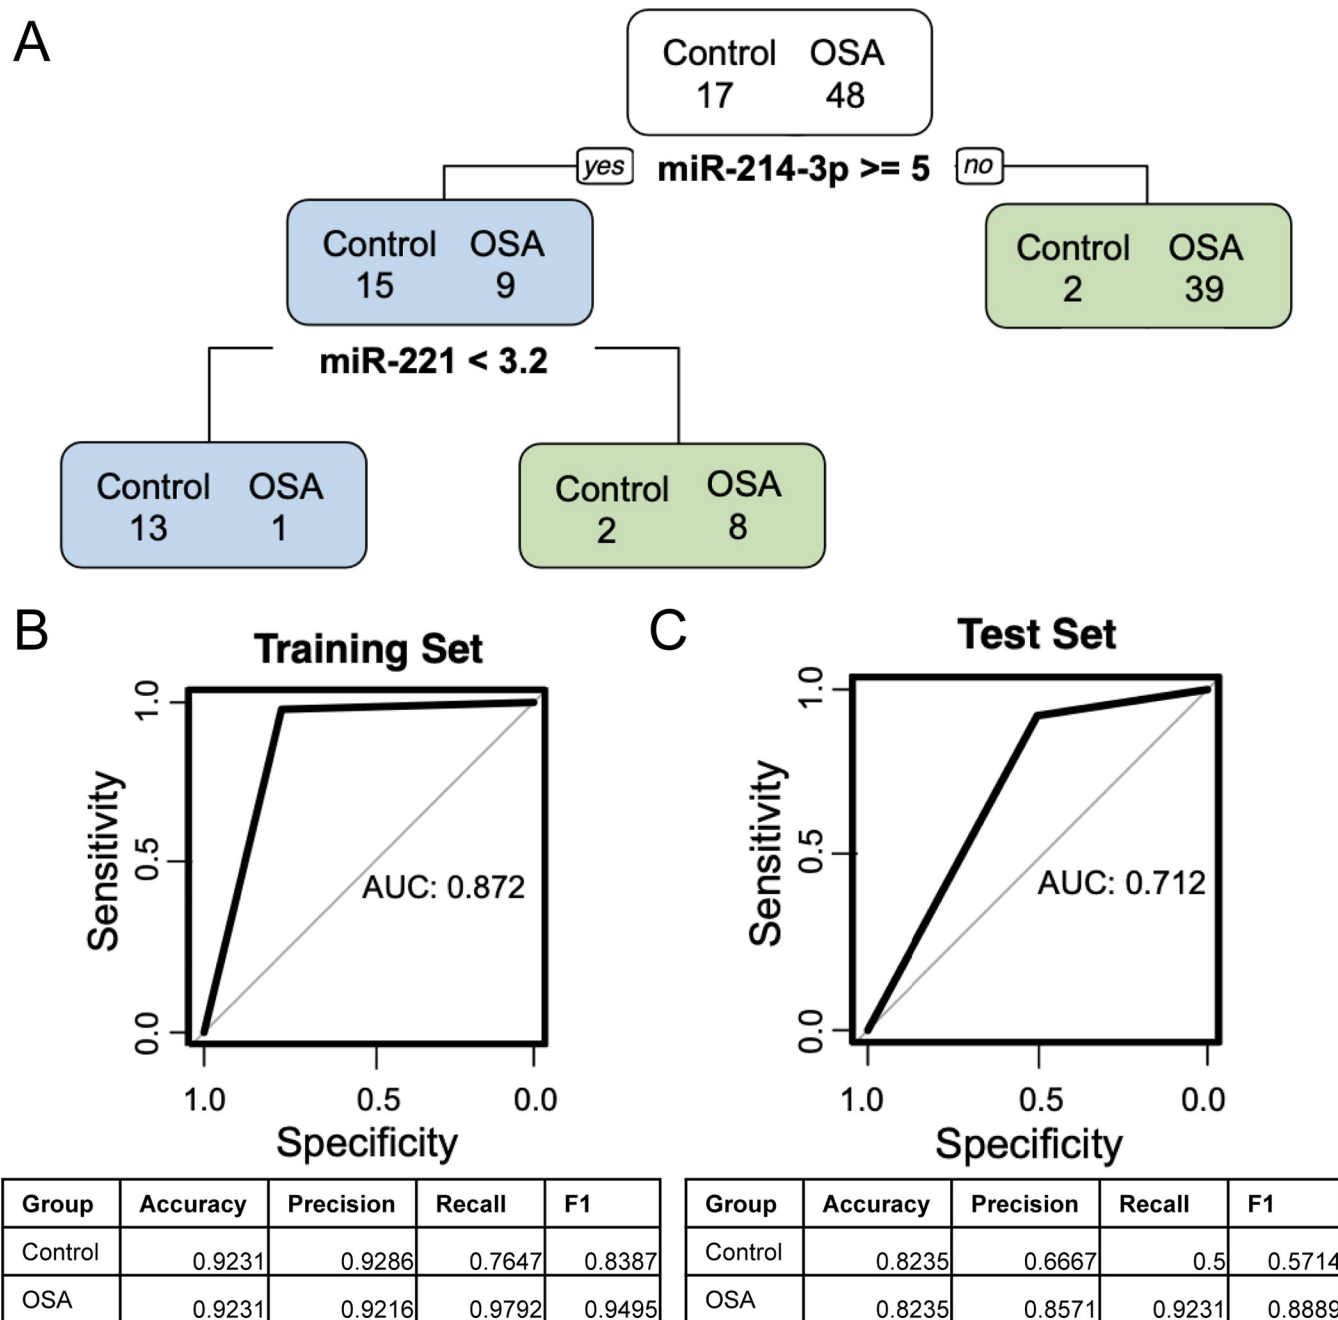 A
Control OSA
17 48
yes miR-214-3p >= 5 no
Control OSA
15 9
Control OSA
2 39
miR-221 < 3.2
Control OSA
13 1
Control OSA
2 8
B
Training Set
Sensitivity
1.0
0.5
0.0
AUC: 0.872
1.0 0.5 0.0
Specificity
Group Accuracy Precision Recall F1
Control 0.9231 0.9286 0.7647 0.8387
OSA 0.9231 0.9216 0.9792 0.9495
C
Test Set
Sensitivity
1.0
0.5
0.0
AUC: 0.712
1.0 0.5 0.0
Specificity
Group Accuracy Precision Recall F1
Control 0.8235 0.6667 0.5 0.5714
OSA 0.8235 0.8571 0.9231 0.8889